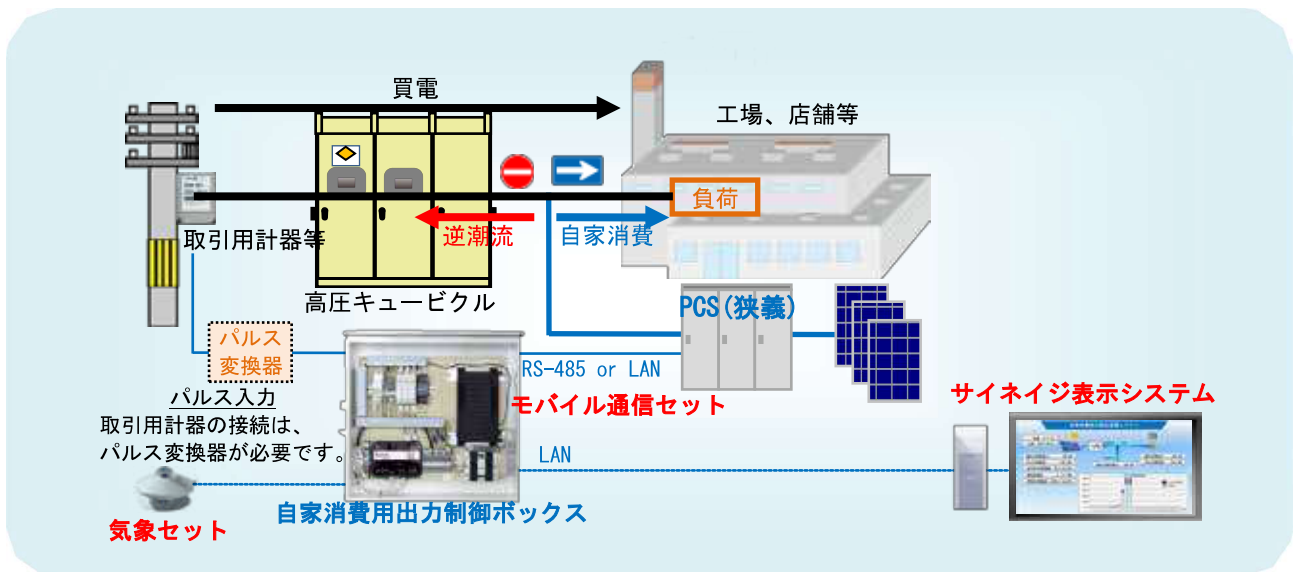 買電
工場、店舗等
負荷
逆潮流
自家消費
取引用計器等
高圧キュービクル
PCS(狭義)
パルス
変換器
RS-485 or LAN
パルス入力
取引用計器の接続は、
パルス変換器が必要です。
モバイル通信セット
サイネイジ表示システム
LAN
自家消費用出力制御ボックス
気象セット